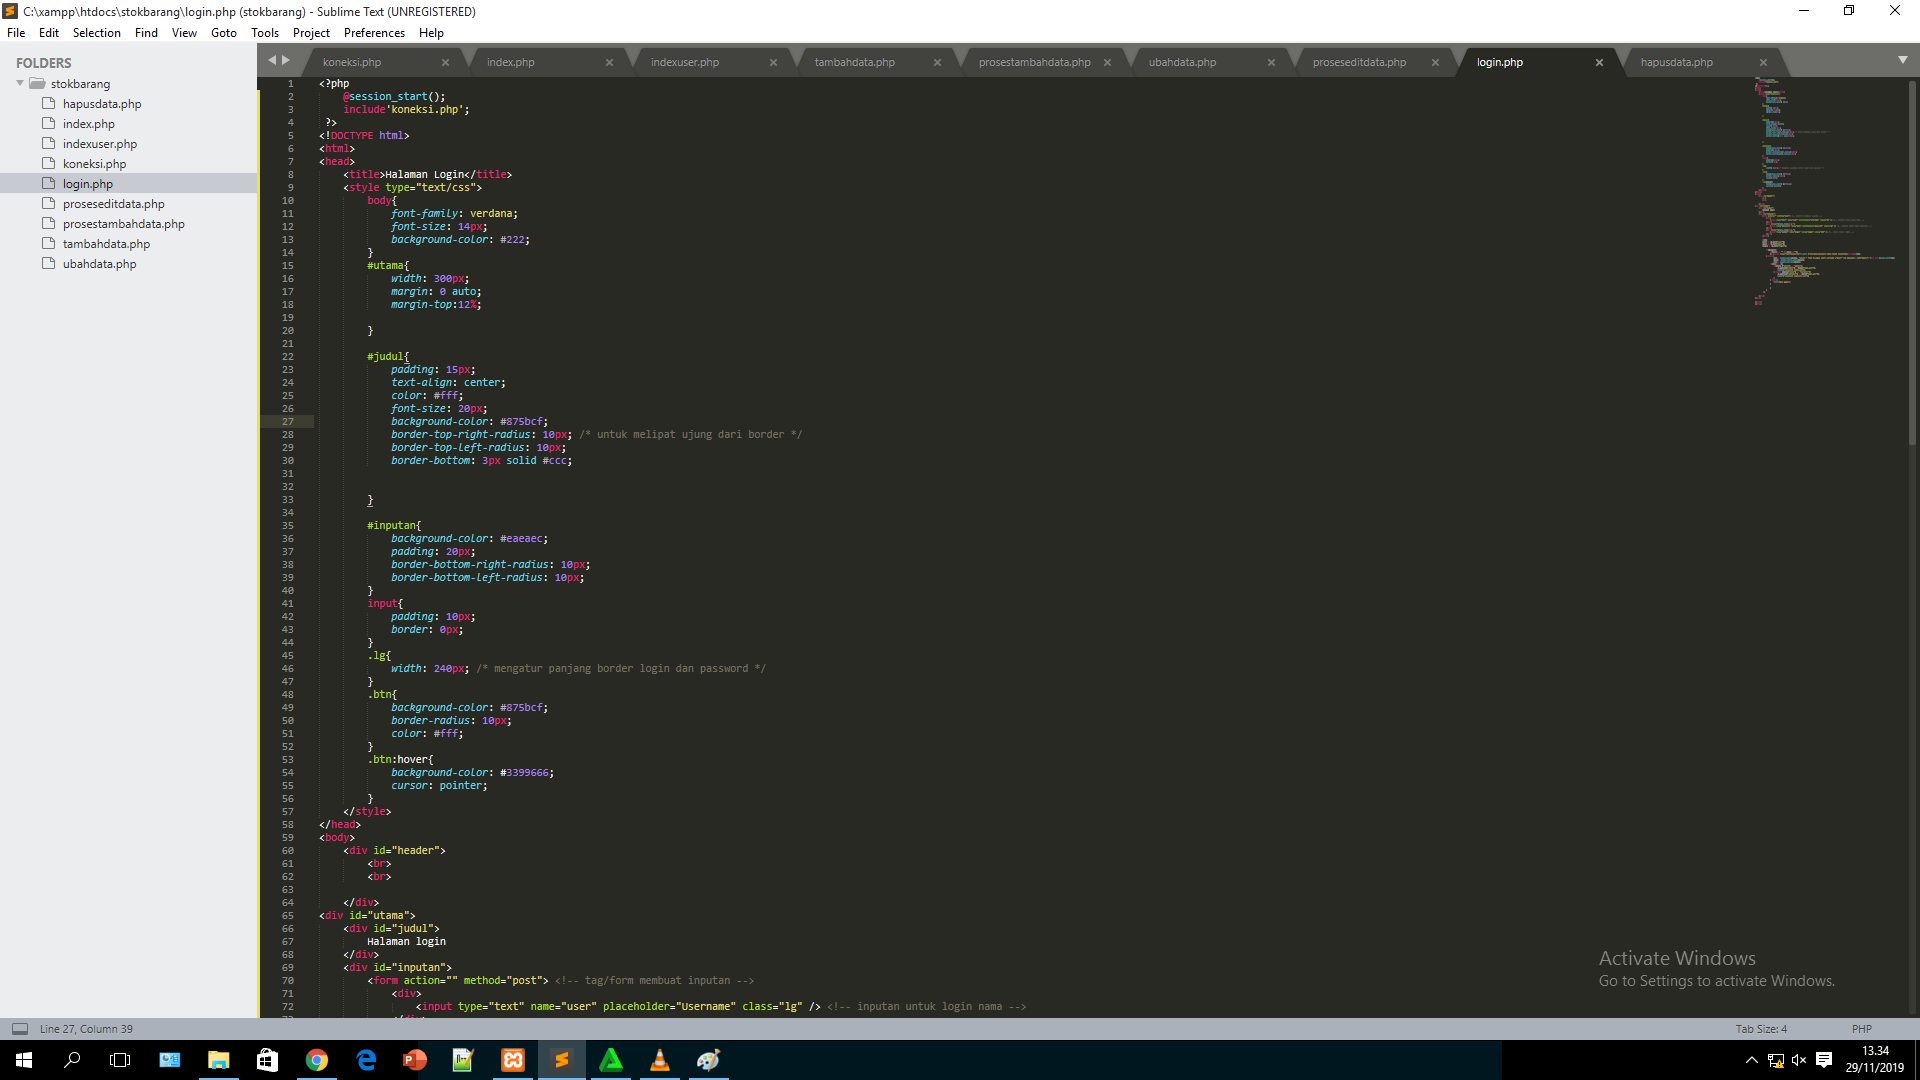 C:\xampp\htdocs\stokbarang\login.php (stokbarang) - Sublime Text (UNREGISTERED)
File Edit Selection Find View Goto Tools Project Preferences Help
FOLDERS
stokbarang
hapusdata.php
index.php
indexuser.php
koneksi.php
login.php
proseseditdata.php
prosestambahdata.php
tambahdata.php
ubahdata.php
koneksi.php index.php indexuser.php tambahdata.php prosestambahdata.php ubahdata.php proseseditdata.php login.php hapusdata.php
1 <?php
2 @session_start();
3 include'koneksi.php';
4 ?>
5 <!DOCTYPE html>
6 <html>
7 <head>
8 <title>Halaman Login</title>
9 <style type="text/css">
10 body{
11 font-family: verdana;
12 font-size: 14px;
13 background-color: #222;
14 }
15 #utama{
16 width: 300px;
17 margin: 0 auto;
18 margin-top:12%;
19
20 }
21
22 #judul{
23 padding: 15px;
24 text-align: center;
25 color: #fff;
26 font-size: 20px;
27 background-color: #875bcf;
28 border-top-right-radius: 10px; /* untuk melipat ujung dari border */
29 border-top-left-radius: 10px;
30 border-bottom: 3px solid #ccc;
31
32
33 }
34
35 #inputan{
36 background-color: #eaeaec;
37 padding: 20px;
38 border-bottom-right-radius: 10px;
39 border-bottom-left-radius: 10px;
40 }
41 input{
42 padding: 10px;
43 border: 0px;
44 }
45 .lg{
46 width: 240px; /* mengatur panjang border login dan password */
47 }
48 .btn{
49 background-color: #875bcf;
50 border-radius: 10px;
51 color: #fff;
52 }
53 .btn:hover{
54 background-color: #3399666;
55 cursor: pointer;
56 }
57 </style>
58 </head>
59 <body>
60 <div id="header">
61 <br>
62 <br>
63
64 </div>
65 <div id="utama">
66 <div id="judul">
67 Halaman login
68 </div>
69 <div id="inputan">
70 <form action="" method="post"> <!-- tag/form membuat inputan -->
71 <div>
72 <input type="text" name="user" placeholder="Username" class="lg" /> <!-- inputan untuk login nama -->
Activate Windows
Go to Settings to activate Windows.
Line 27, Column 39
Tab Size: 4
PHP
13.34
29/11/2019